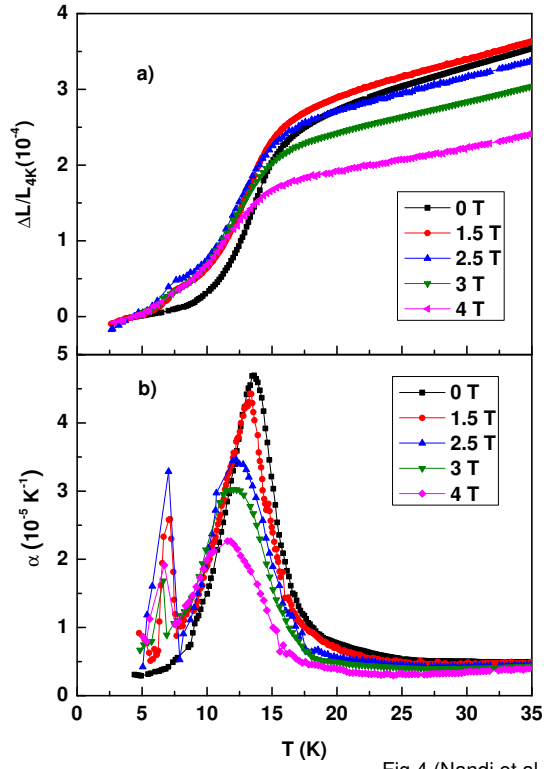 4
3
2
1
0
ΔL/L4K(10-4)
a)
0 T
1.5 T
2.5 T
3 T
4 T
5
4
3
2
1
0
α (10-5 K-1)
b)
0 T
1.5 T
2.5 T
3 T
4 T
0 5 10 15 20 25 30 35
T (K)
Fig 4 (Nandi et al